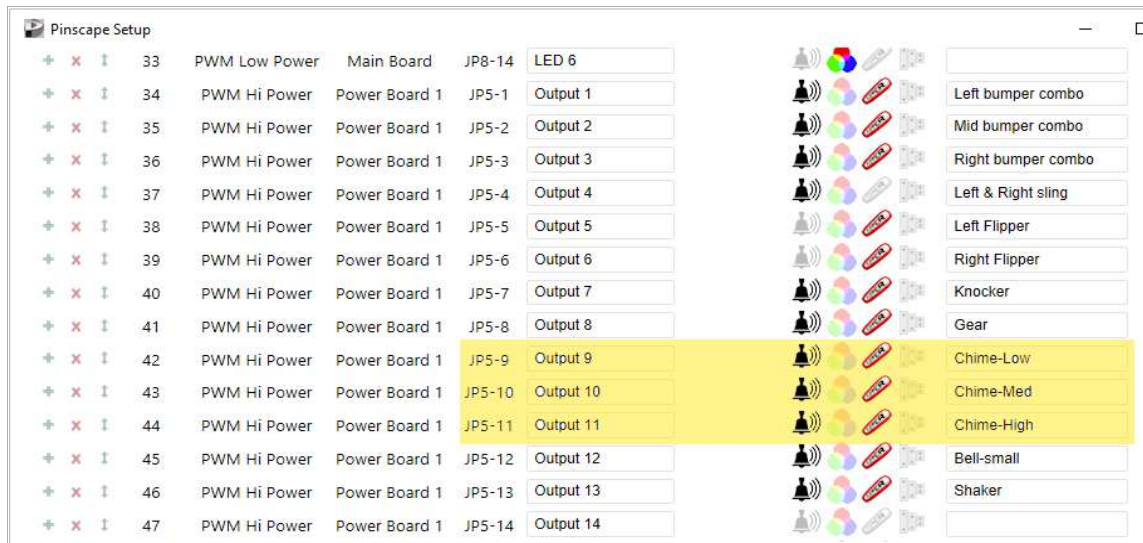 Pinscape Setup
33 PWM Low Power Main Board JP8-14 LED 6
34 PWM Hi Power Power Board 1 JP5-1 Output 1 Left bumper combo
35 PWM Hi Power Power Board 1 JP5-2 Output 2 Mid bumper combo
36 PWM Hi Power Power Board 1 JP5-3 Output 3 Right bumper combo
37 PWM Hi Power Power Board 1 JP5-4 Output 4 Left & Right sling
38 PWM Hi Power Power Board 1 JP5-5 Output 5 Left Flipper
39 PWM Hi Power Power Board 1 JP5-6 Output 6 Right Flipper
40 PWM Hi Power Power Board 1 JP5-7 Output 7 Knocker
41 PWM Hi Power Power Board 1 JP5-8 Output 8 Gear
42 PWM Hi Power Power Board 1 JP5-9 Output 9 Chime-Low
43 PWM Hi Power Power Board 1 JP5-10 Output 10 Chime-Med
44 PWM Hi Power Power Board 1 JP5-11 Output 11 Chime-High
45 PWM Hi Power Power Board 1 JP5-12 Output 12 Bell-small
46 PWM Hi Power Power Board 1 JP5-13 Output 13 Shaker
47 PWM Hi Power Power Board 1 JP5-14 Output 14